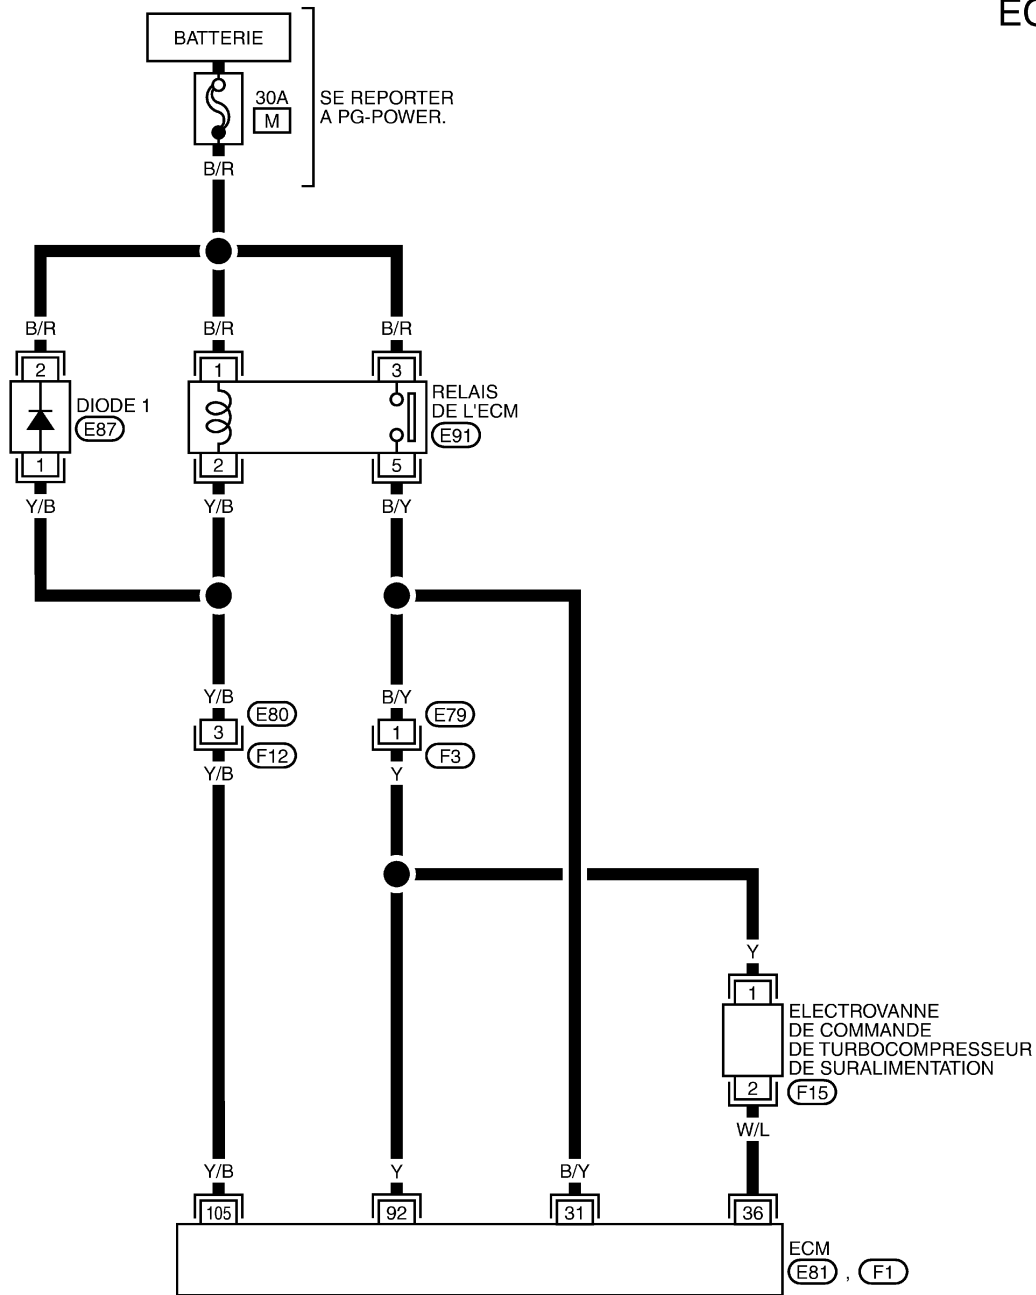 EC
BATTERIE
30A
M
SE REPORTER
A PG-POWER.
B/R
B/R
B/R
B/R
2
1
3
DIODE 1
E87
RELAIS
DE L'ECM
E91
1
2
5
Y/B
Y/B
B/Y
Y/B
B/Y
E80
E79
3
1
F12
F3
Y/B
Y
Y
1
ELECTROVANNE
DE COMMANDE
DE TURBOCOMPRESSEUR
DE SURALIMENTATION
2
F15
W/L
Y/B
Y
B/Y
105
92
31
36
ECM
E81 , F1